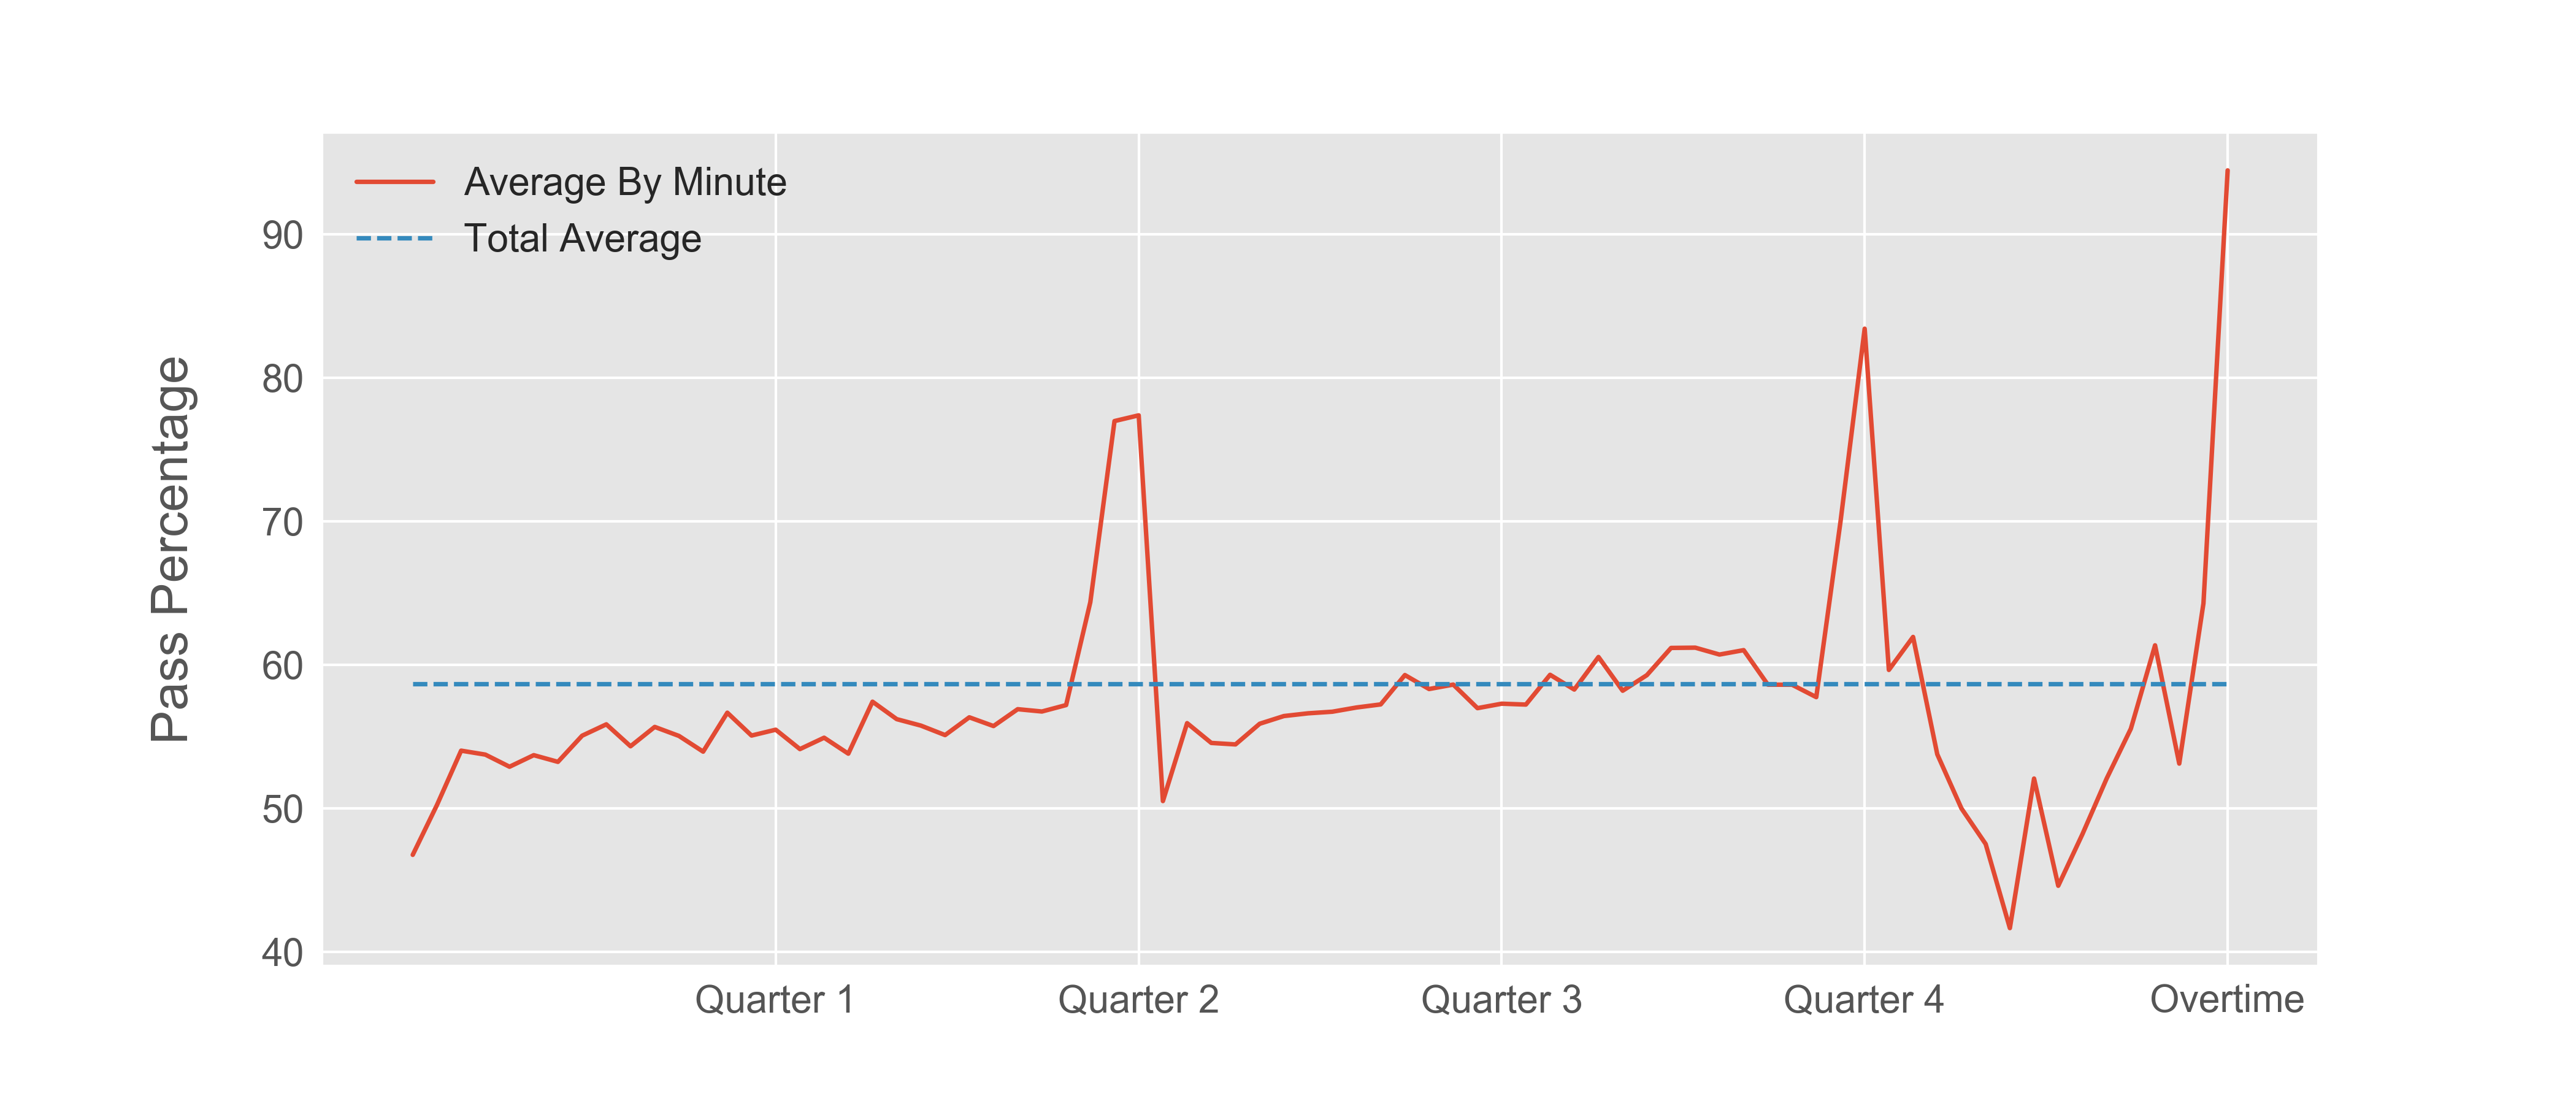 Average By Minute
Total Average
Pass Percentage
90
80
70
60
50
40
Quarter 1
Quarter 2
Quarter 3
Quarter 4
Overtime